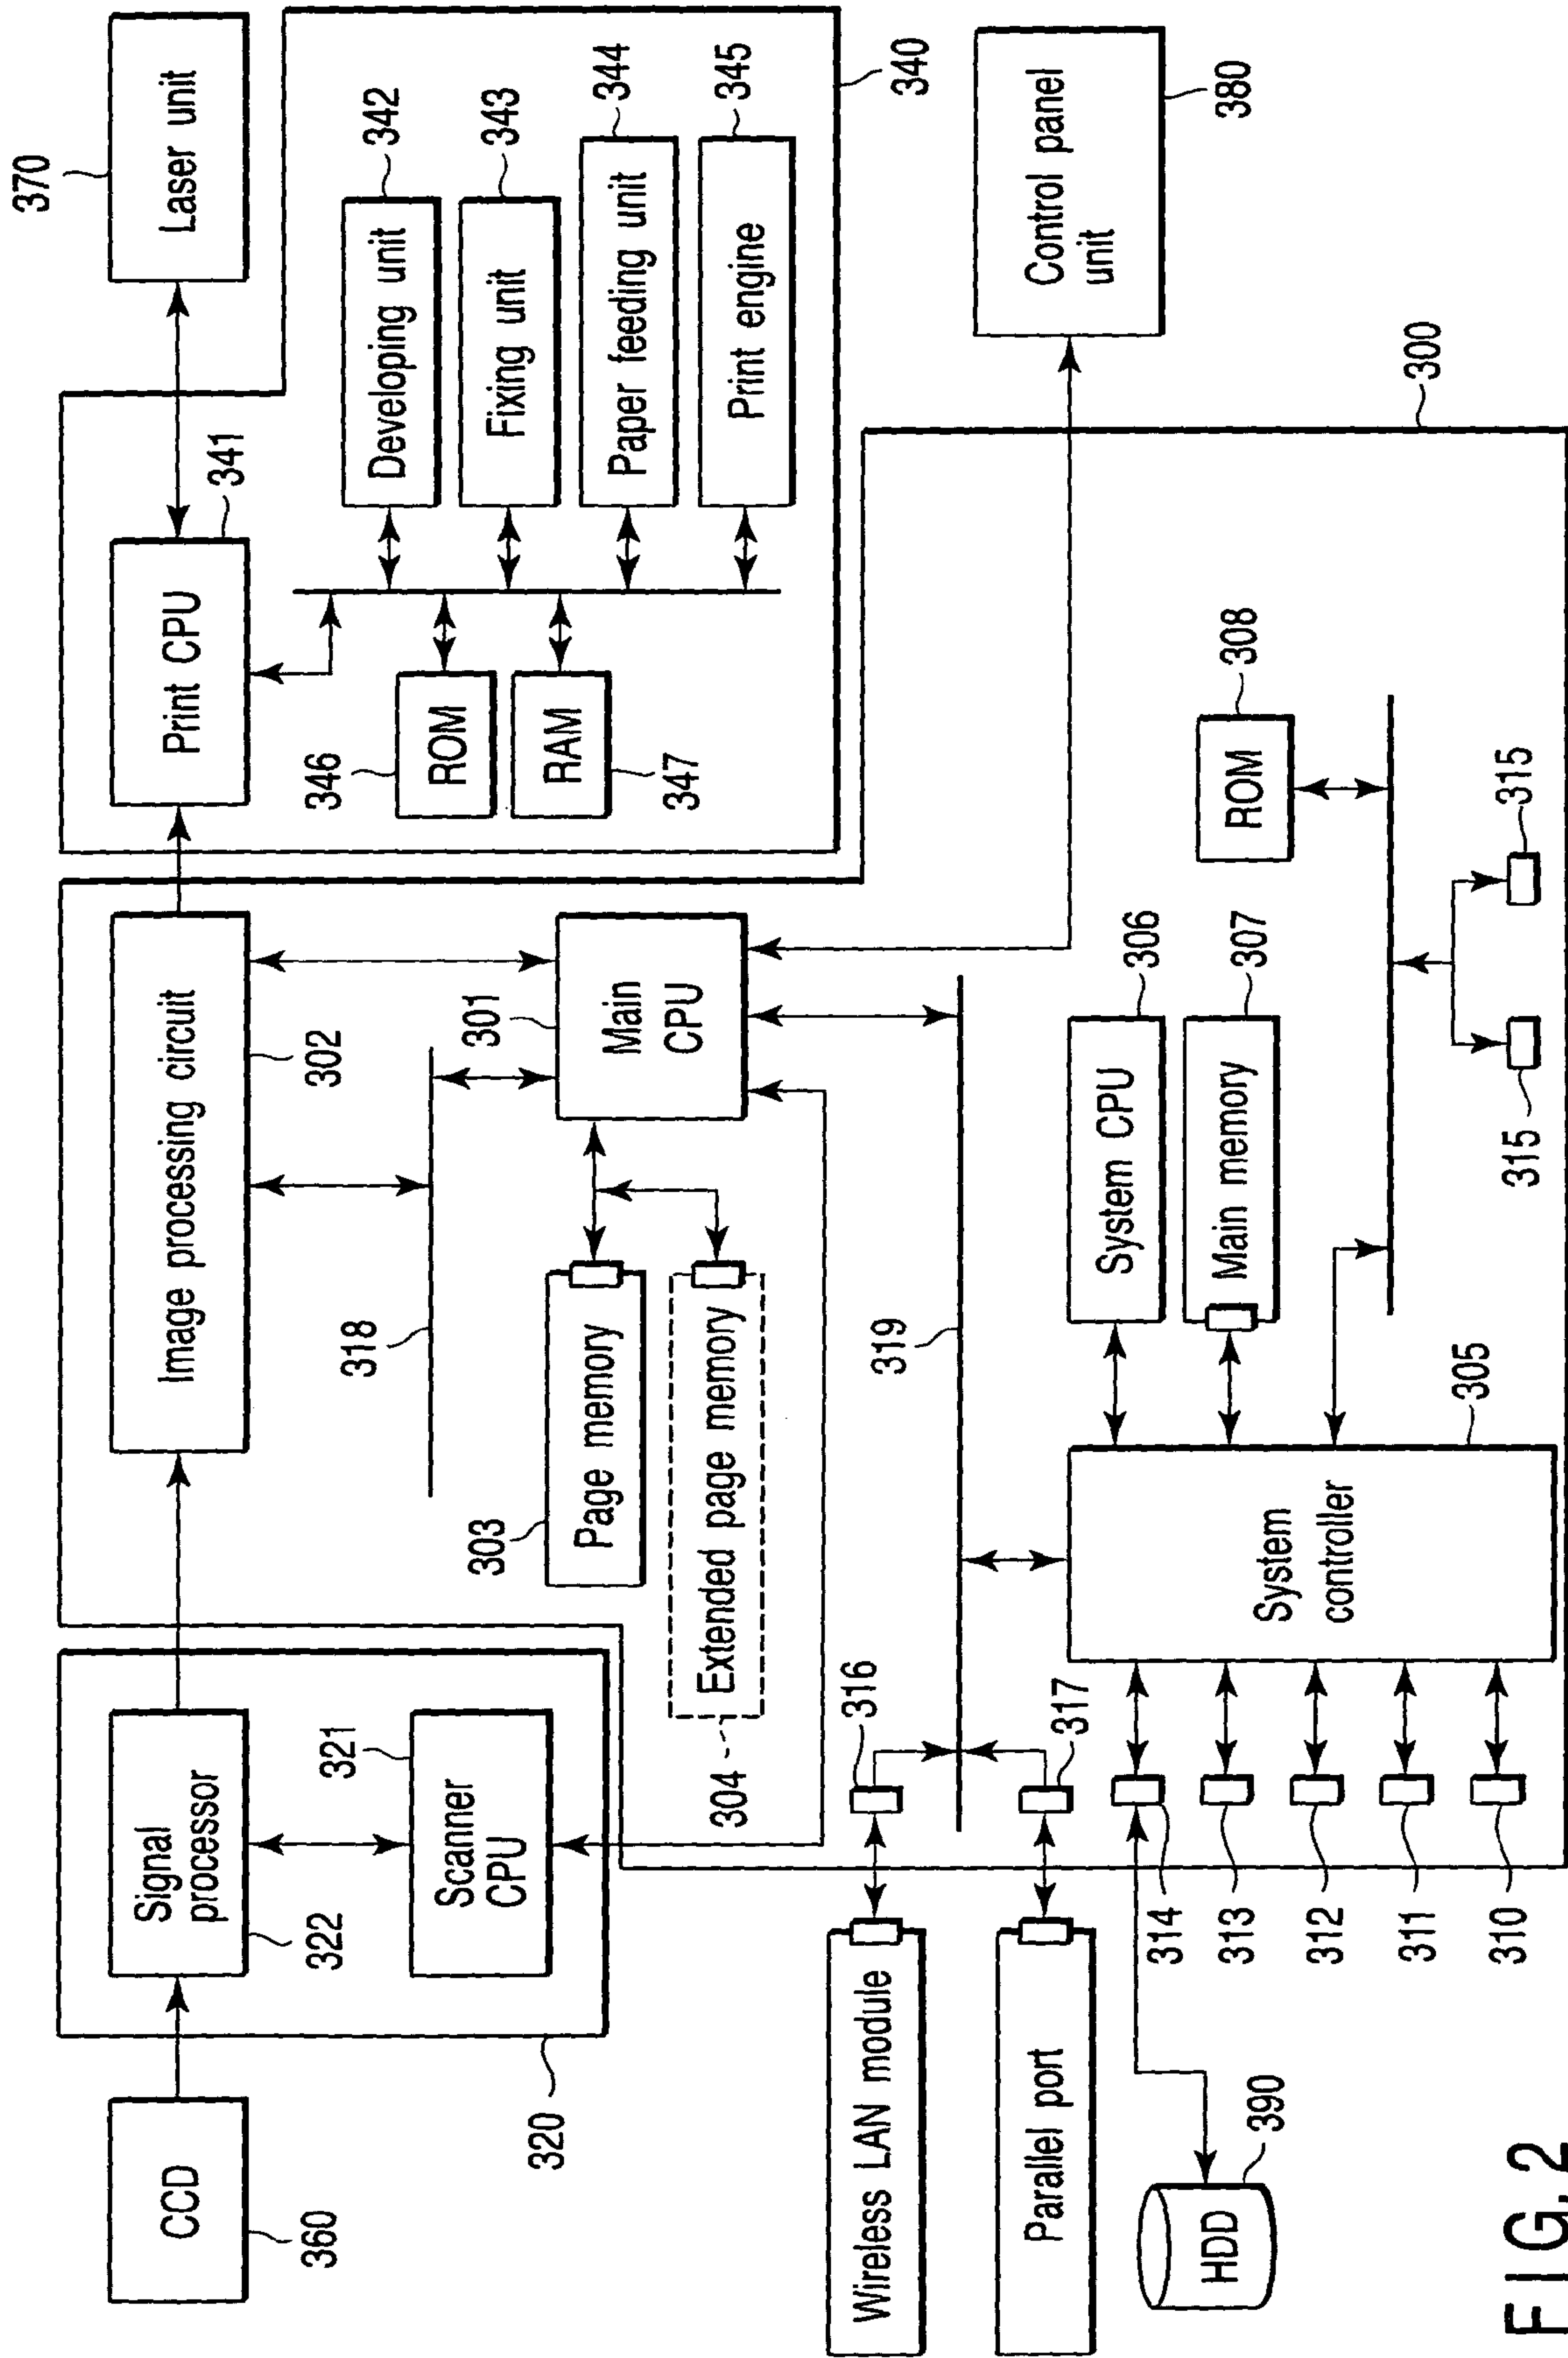 370
Laser unit
Print CPU
341
Developing unit
342
Fixing unit
343
Paper feeding unit
344
Print engine
345
346
ROM
RAM
347
340
Control panel
unit
380
Image processing circuit
302
318
301
Main
CPU
303
Page memory
Extended page memory
304
300
319
System CPU
306
Main memory
307
ROM
308
315
315
System
controller
305
Signal
processor
322
321
Scanner
CPU
320
CCD
360
316
317
Wireless LAN module
Parallel port
314
313
312
311
310
HDD
390
FIG. 2